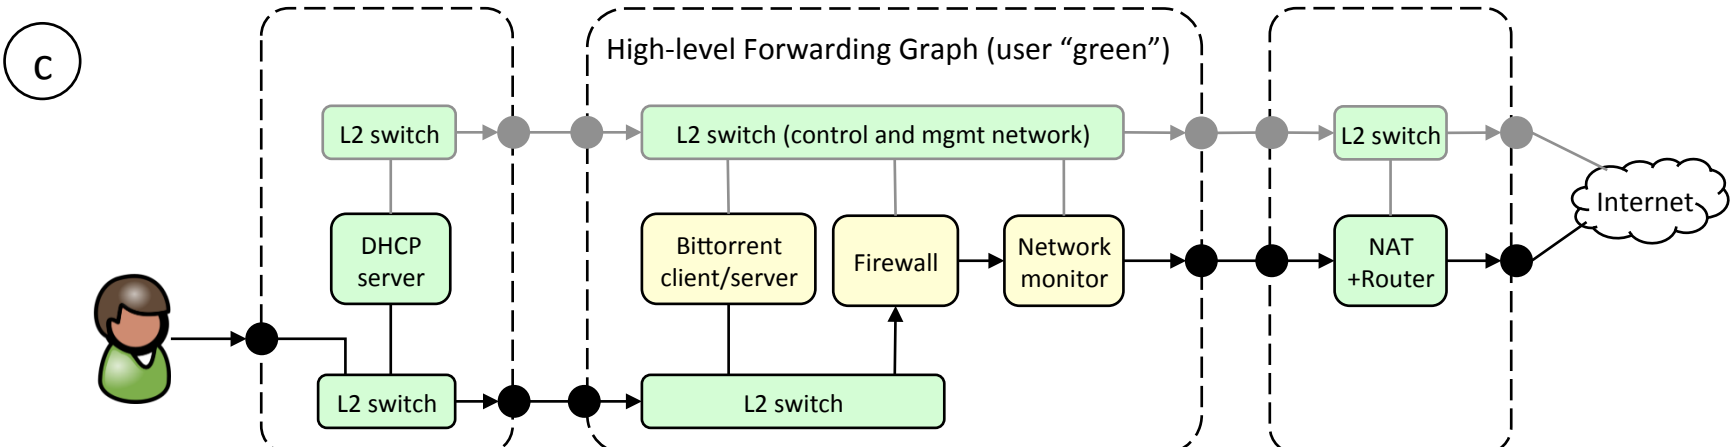 c
High-level Forwarding Graph (user “green”)
L2 switch
L2 switch (control and mgmt network)
L2 switch
Internet
DHCP
server
Bittorrent
client/server
Firewall
Network
monitor
NAT
+Router
L2 switch
L2 switch